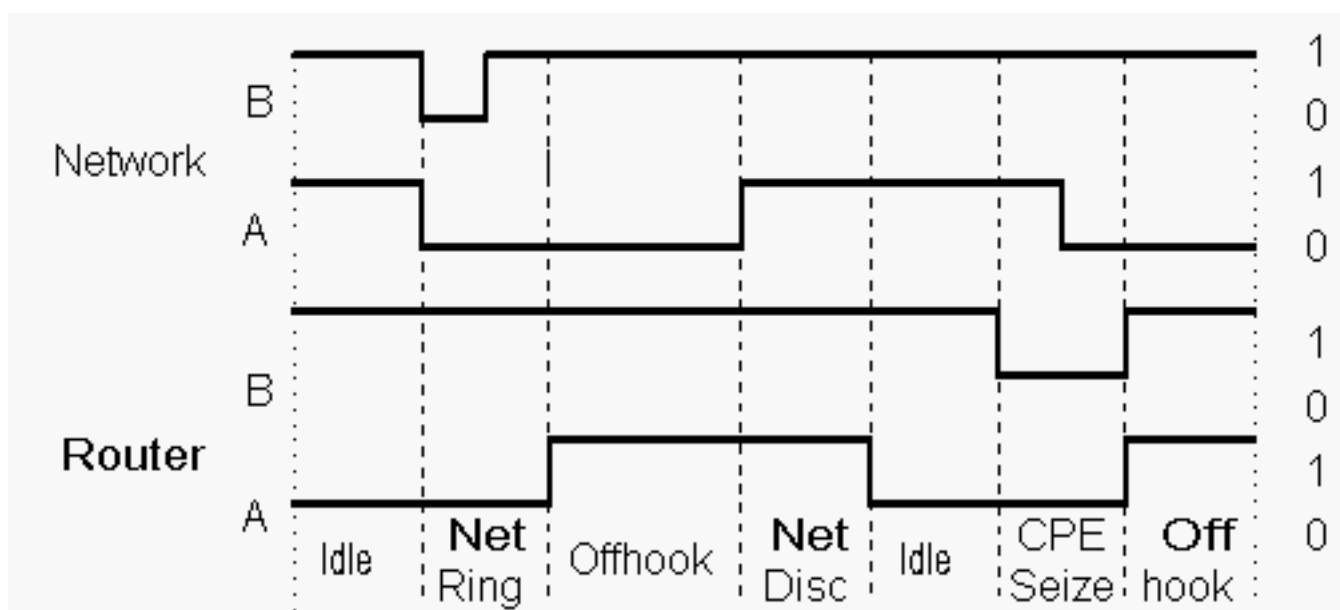 1
B
0
Network
1
A
0
1
B
0
Router
1
A
0
Idle
Net
Ring
Offhook
Net
Disc
Idle
CPE
Seize
Off
hook